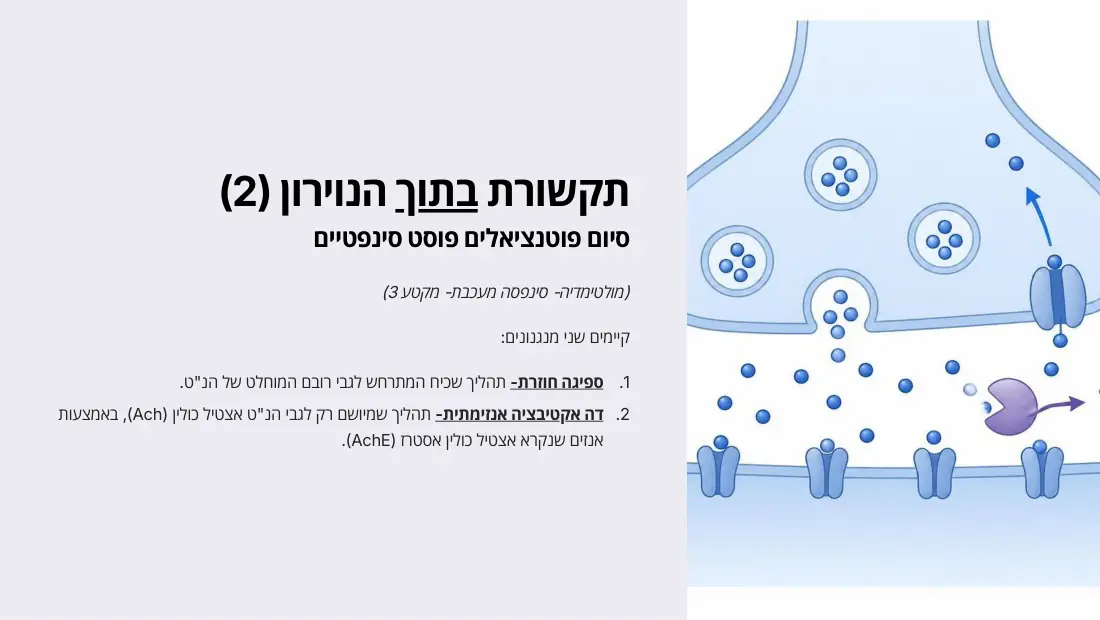 תקשורת בתוך הנוירון (2)
סיום פוטנציאלים פוסט סינפטיים
(מולטימדיה- סינפסה מעכבת- מקטע 3)
קיימים שני מנגנונים:
1. ספיגה חוזרת- תהליך שכיח המתרחש לגבי רובם המוחלט של הנ"ט.
2. דה אקטיבציה אנזימתית- תהליך שמיושם רק לגבי הנ"ט אצטיל כולין (Ach), באמצעות
אנזים שנקרא אצטיל כולין אסטרז (AchE).